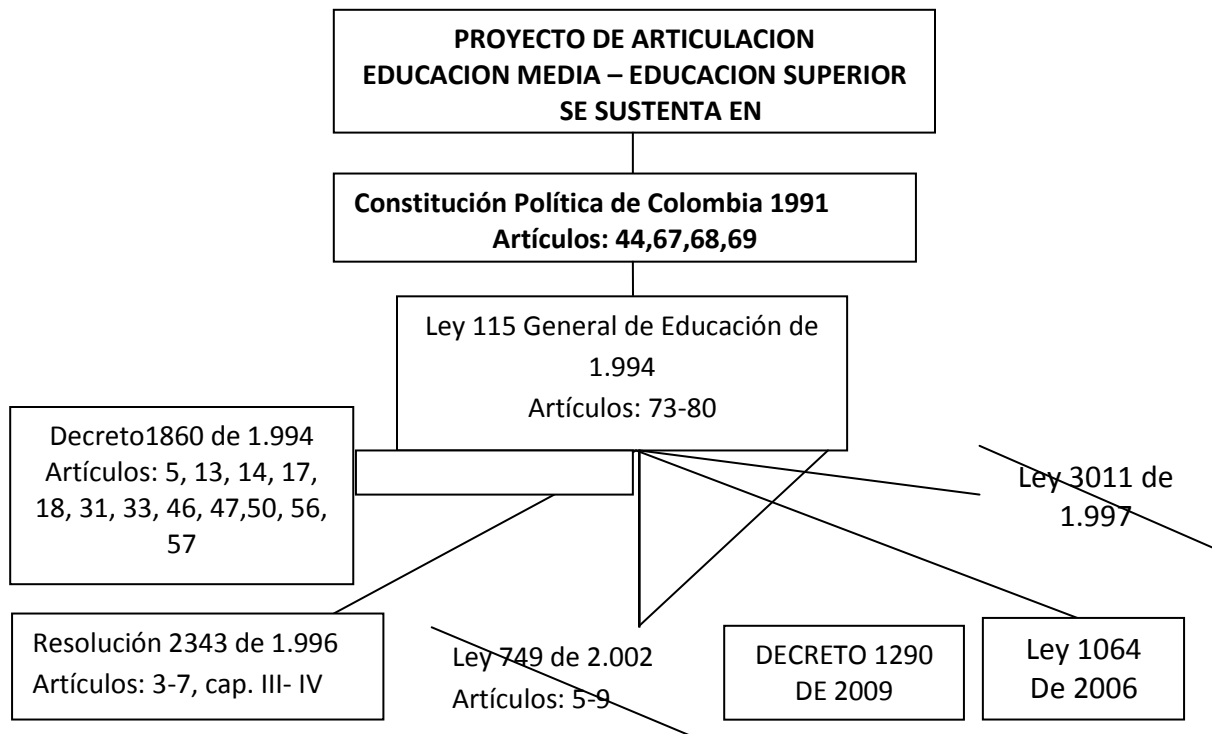 PROYECTO DE ARTICULACION
EDUCACION MEDIA – EDUCACION SUPERIOR
SE SUSTENTA EN
Constitución Política de Colombia 1991
Artículos: 44,67,68,69
Ley 115 General de Educación de
1.994
Artículos: 73-80
Decreto1860 de 1.994
Artículos: 5, 13, 14, 17,
18, 31, 33, 46, 47,50, 56,
57
Ley 3011 de
1.997
Resolución 2343 de 1.996
Artículos: 3-7, cap. III- IV
Ley 749 de 2.002
Artículos: 5-9
DECRETO 1290
DE 2009
Ley 1064
De 2006